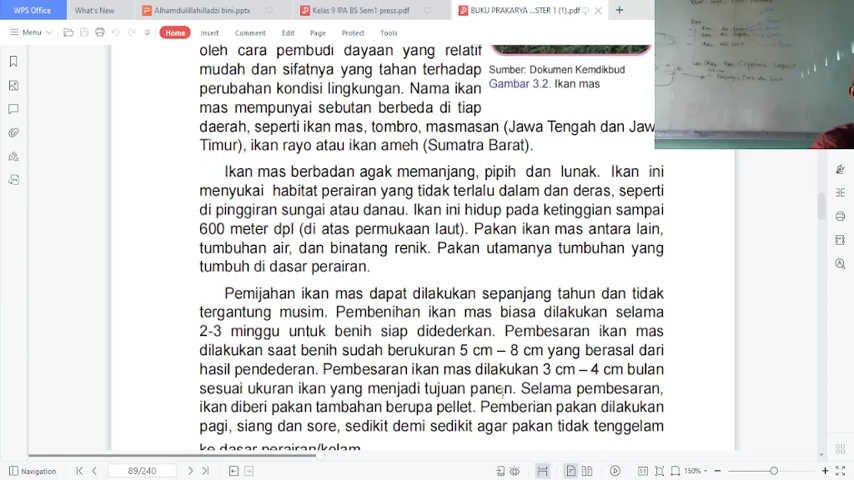 WPS Office
What's New
Alhamdulillahilladzi bini.pptx
Kelas 9 IPA BS Sem1 press.pdf
BUKU PRAKARYA ...STER 1 (1).pdf
Menu
Home
Insert
Comment
Edit
Page
Protect
Tools
oleh cara pembudi dayaan yang relatif
mudah dan sifatnya yang tahan terhadap
perubahan kondisi lingkungan. Nama ikan
mas mempunyai sebutan berbeda di tiap
Sumber: Dokumen Kemdikbud
Gambar 3.2. Ikan mas
daerah, seperti ikan mas, tombro, masmasan (Jawa Tengah dan Jaw
Timur), ikan rayo atau ikan ameh (Sumatra Barat).
Ikan mas berbadan agak memanjang, pipih dan lunak. Ikan ini
menyukai habitat perairan yang tidak terlalu dalam dan deras, seperti
di pinggiran sungai atau danau. Ikan ini hidup pada ketinggian sampai
600 meter dpl (di atas permukaan laut). Pakan ikan mas antara lain,
tumbuhan air, dan binatang renik. Pakan utamanya tumbuhan yang
tumbuh di dasar perairan.
Pemijahan ikan mas dapat dilakukan sepanjang tahun dan tidak
tergantung musim. Pembenihan ikan mas biasa dilakukan selama
2-3 minggu untuk benih siap didederkan. Pembesaran ikan mas
dilakukan saat benih sudah berukuran 5 cm – 8 cm yang berasal dari
hasil pendederan. Pembesaran ikan mas dilakukan 3 cm – 4 cm bulan
sesuai ukuran ikan yang menjadi tujuan panen. Selama pembesaran,
ikan diberi pakan tambahan berupa pellet. Pemberian pakan dilakukan
pagi, siang dan sore, sedikit demi sedikit agar pakan tidak tenggelam
ke dasar perairan/kolam
Navigation
89/240
150%